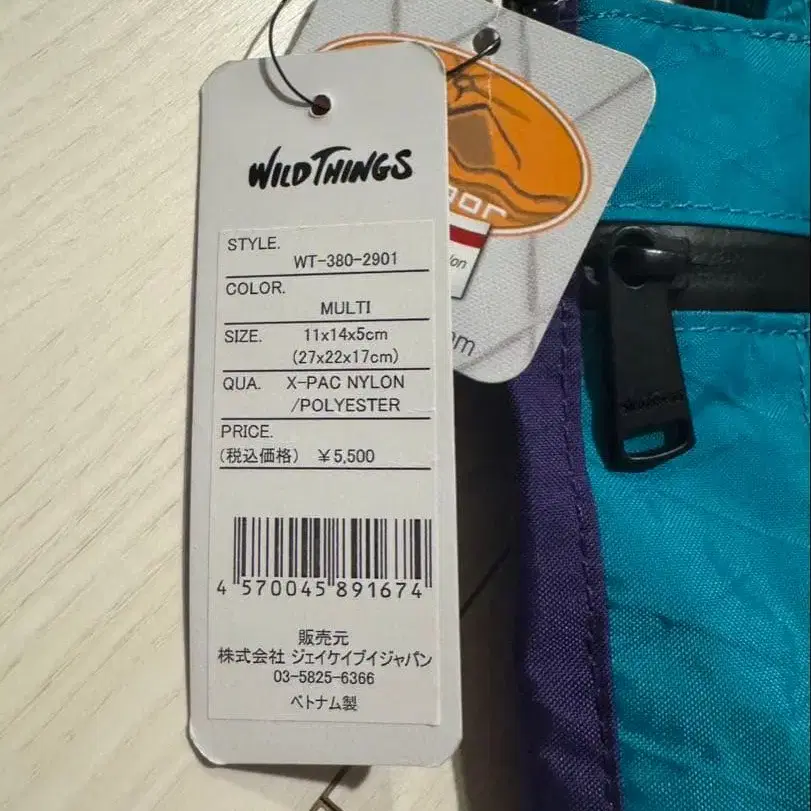 WILDTHINGS
STYLE.
WT-380-2901
COLOR.
MULTI
SIZE. 11x14x5cm
(27x22x17cm)
QUA. X-PAC NYLON
/POLYESTER
PRICE.
(税込価格) ¥5,500
4 570045 891674
販売元
株式会社 ジェイケイブイジャパン
03-5825-6366
ベトナム製